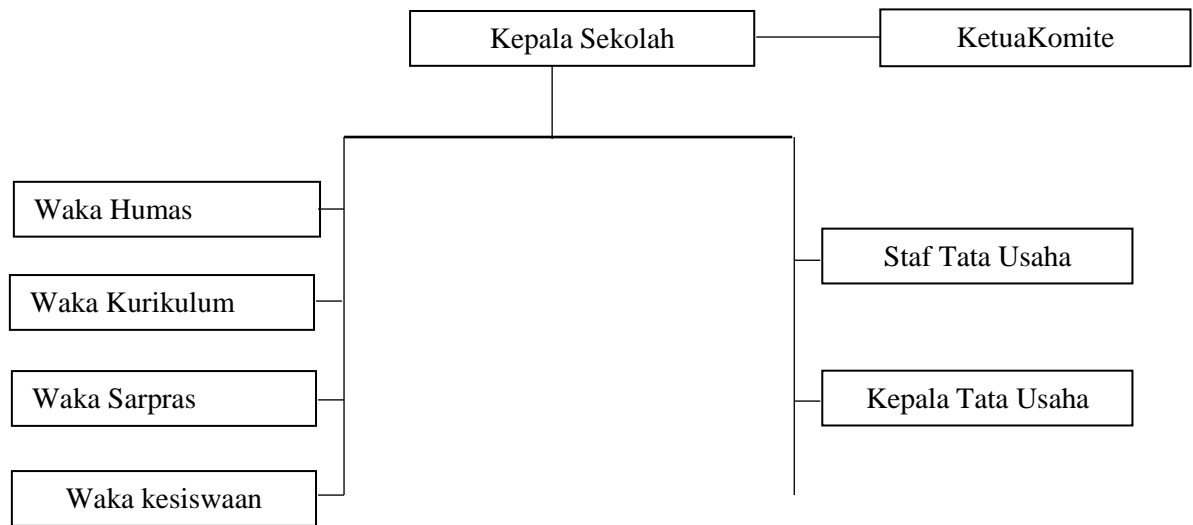 Kepala Sekolah
KetuaKomite
Waka Humas
Waka Kurikulum
Waka Sarpras
Waka kesiswaan
Staf Tata Usaha
Kepala Tata Usaha